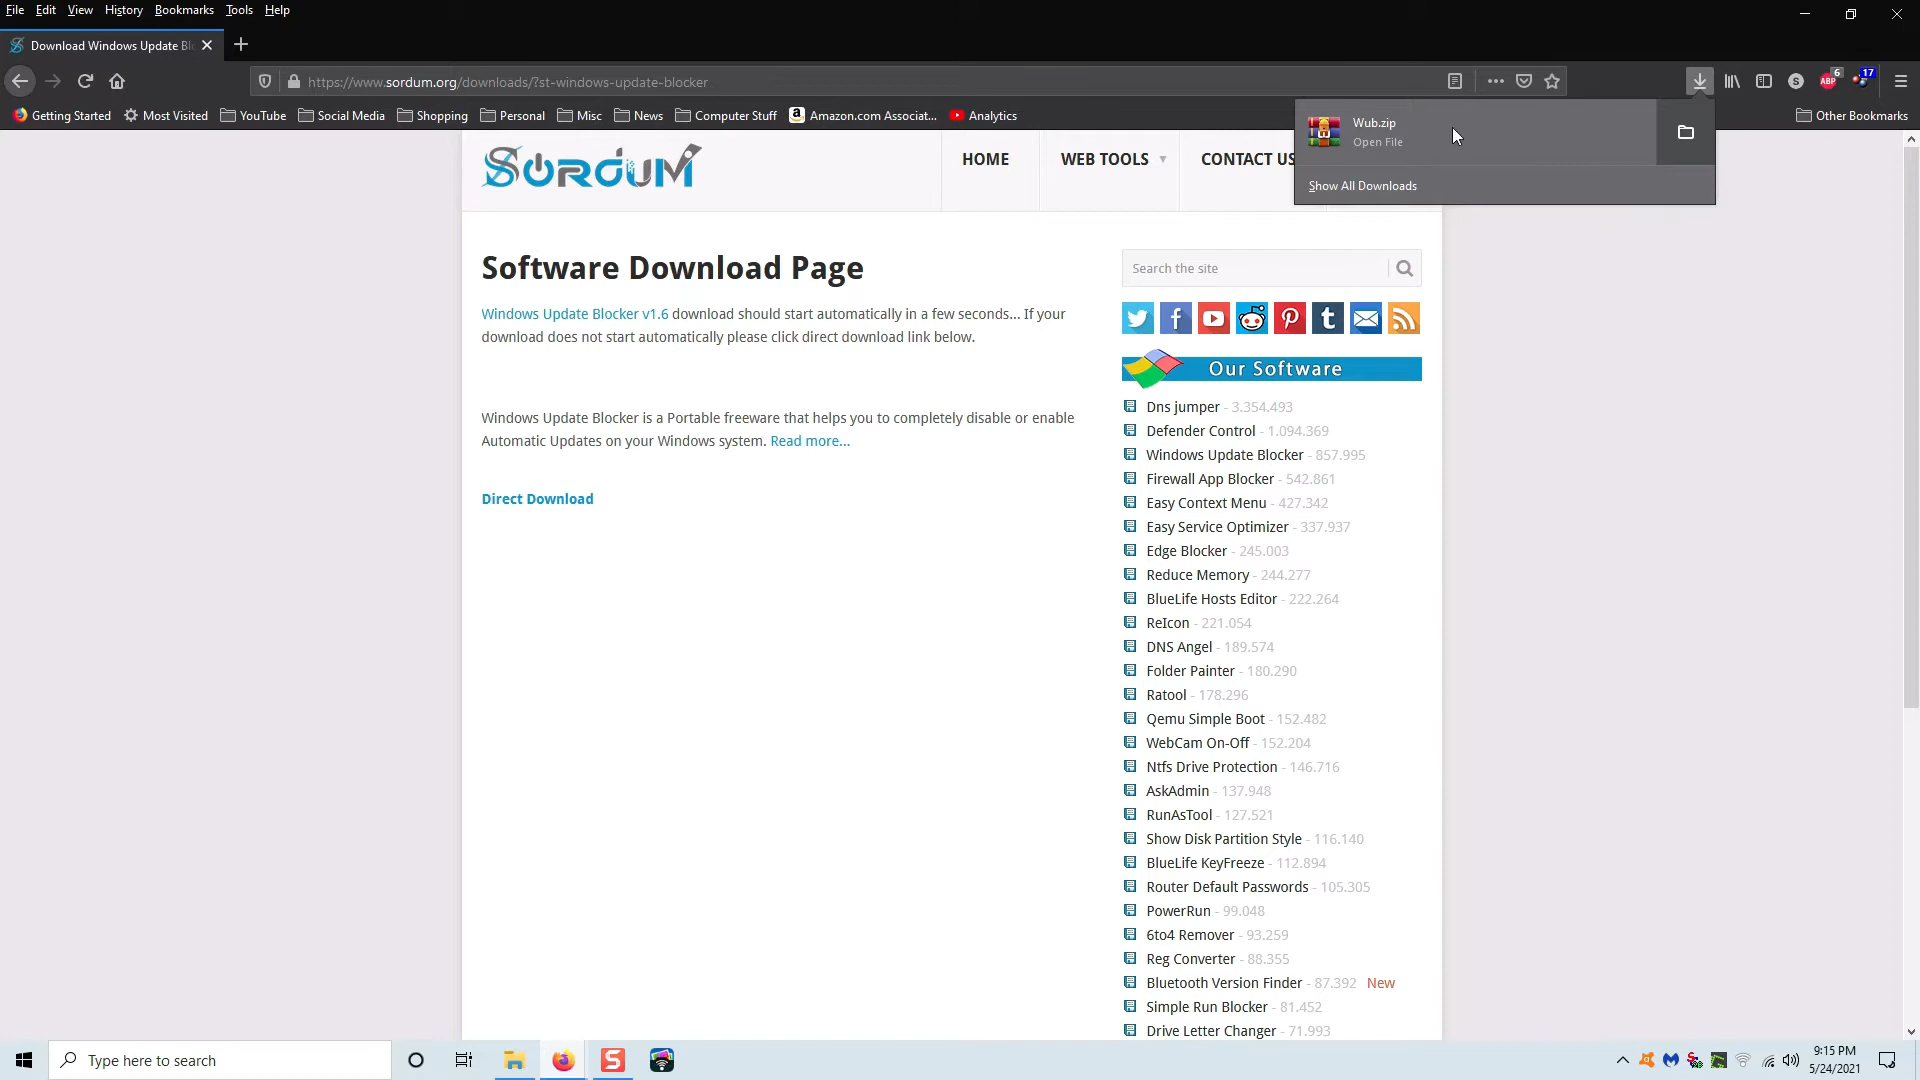 File Edit View History Bookmarks Tools Help
Download Windows Update Bl
https://www.sordum.org/downloads/?st-windows-update-blocker
ABP 6 17
Getting Started Most Visited YouTube Social Media Shopping Personal Misc News Computer Stuff Amazon.com Associat... Analytics Other Bookmarks
Wub.zip
Open File
Show All Downloads
SORDUM
HOME WEB TOOLS CONTACT US
Software Download Page
Windows Update Blocker v1.6 download should start automatically in a few seconds... If your
download does not start automatically please click direct download link below.
Windows Update Blocker is a Portable freeware that helps you to completely disable or enable
Automatic Updates on your Windows system. Read more...
Direct Download
Search the site
Our Software
Dns jumper - 3.354.493
Defender Control - 1.094.369
Windows Update Blocker - 857.995
Firewall App Blocker - 542.861
Easy Context Menu - 427.342
Easy Service Optimizer - 337.937
Edge Blocker - 245.003
Reduce Memory - 244.277
BlueLife Hosts Editor - 222.264
ReIcon - 221.054
DNS Angel - 189.574
Folder Painter - 180.290
Ratool - 178.296
Qemu Simple Boot - 152.482
WebCam On-Off - 152.204
Ntfs Drive Protection - 146.716
AskAdmin - 137.948
RunAsTool - 127.521
Show Disk Partition Style - 116.140
BlueLife KeyFreeze - 112.894
Router Default Passwords - 105.305
PowerRun - 99.048
6to4 Remover - 93.259
Reg Converter - 88.355
Bluetooth Version Finder - 87.392 New
Simple Run Blocker - 81.452
Drive Letter Changer - 71.993
Type here to search
9:15 PM
5/24/2021